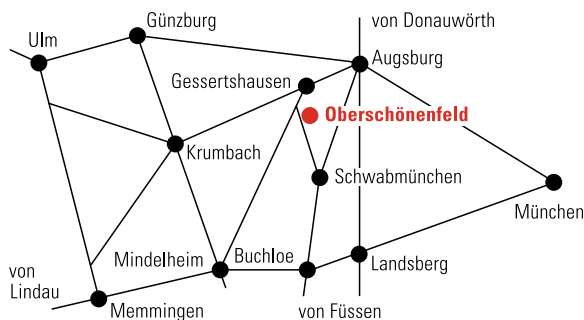 von Donauwörth
Günzburg
Ulm
Augsburg
Gessertshausen
Oberschönenfeld
Krumbach
Schwabmünchen
München
Mindelheim
Buchloe
Landsberg
von
Lindau
Memmingen
von Füssen